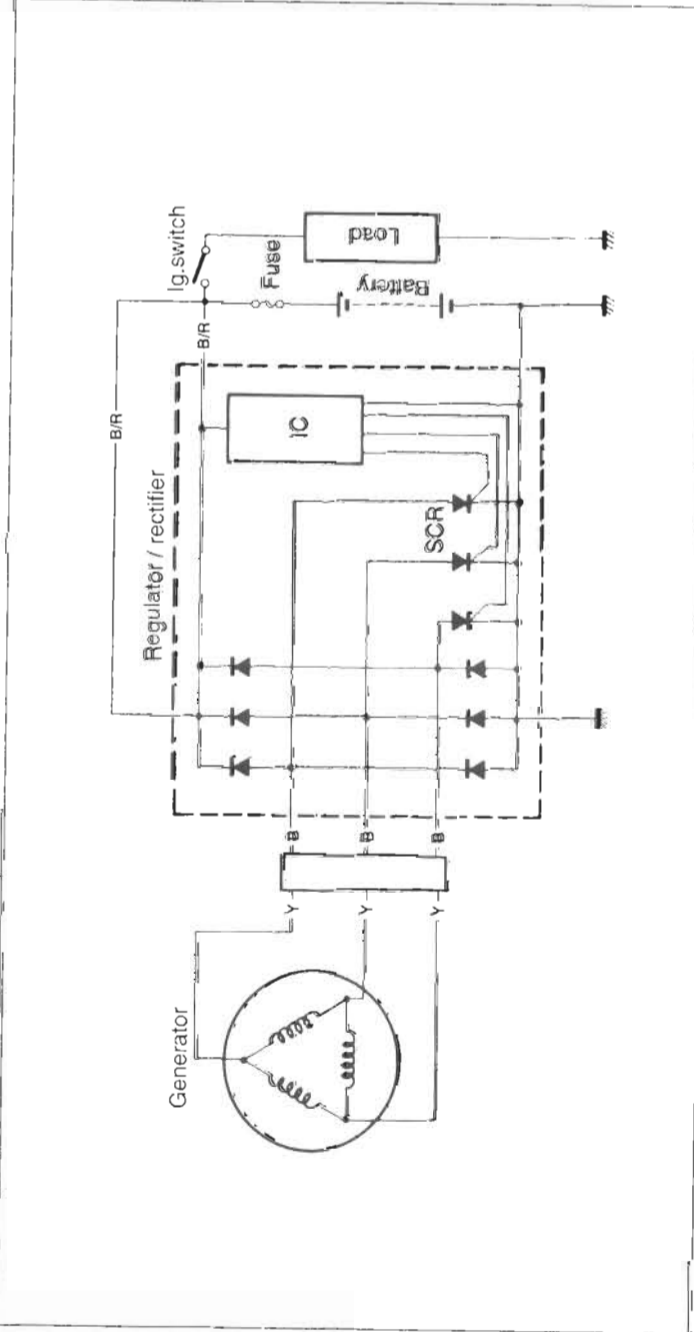 Generator
Y
Y
Y
B
B
B
Regulator / rectifier
SCR
IC
B/R
B/R
Ig.switch
Fuse
Battery
Load